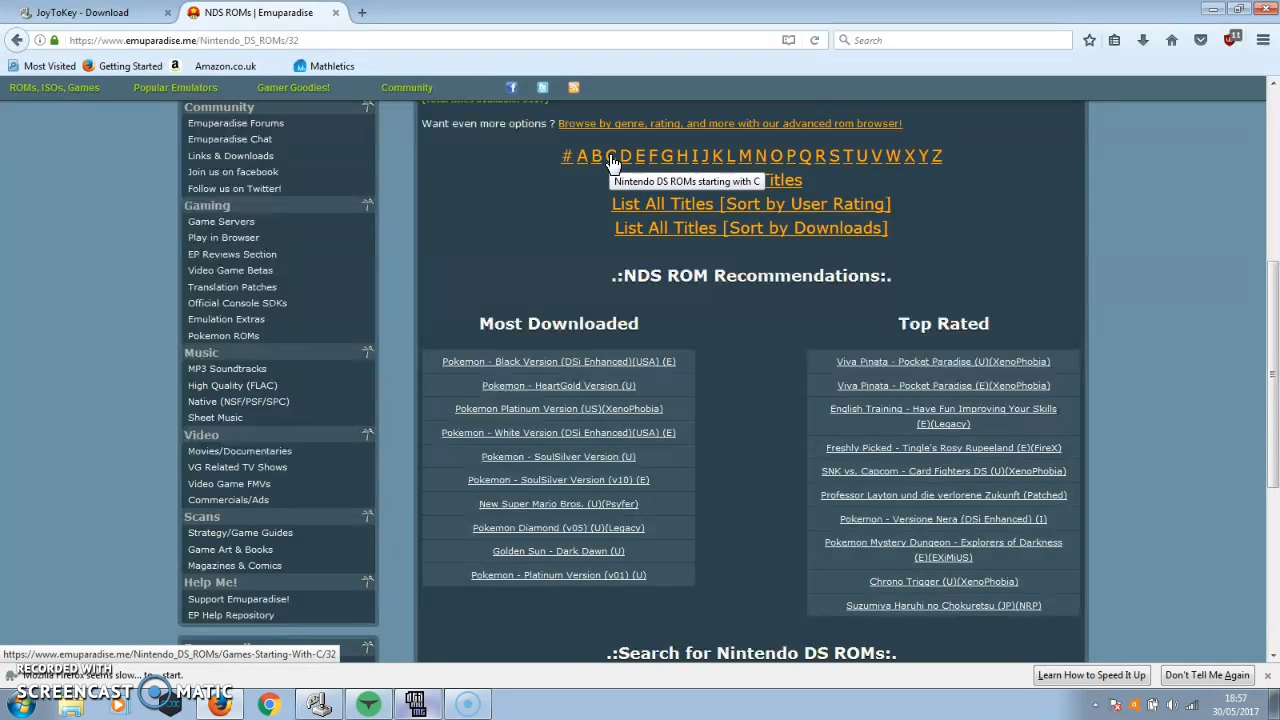 JoyToKey - Download
NDS ROMs | Emuparadise
https://www.emuparadise.me/Nintendo_DS_ROMs/32
Search
11
Most Visited
Getting Started
Amazon.co.uk
Mathletics
ROMs, ISOs, Games
Popular Emulators
Gamer Goodies!
Community
Community
Emuparadise Forums
Emuparadise Chat
Links & Downloads
Join us on facebook
Follow us on Twitter!
Gaming
Game Servers
Play in Browser
EP Reviews Section
Video Game Betas
Translation Patches
Official Console SDKs
Emulation Extras
Pokemon ROMs
Music
MP3 Soundtracks
High Quality (FLAC)
Native (NSF/PSF/SPC)
Sheet Music
Video
Movies/Documentaries
VG Related TV Shows
Video Game FMVs
Commercials/Ads
Scans
Strategy/Game Guides
Game Art & Books
Magazines & Comics
Help Me!
Support Emuparadise!
EP Help Repository
Want even more options ? Browse by genre, rating, and more with our advanced rom browser!
# A B C D E F G H I J K L M N O P Q R S T U V W X Y Z
Nintendo DS ROMs starting with C
Titles
List All Titles [Sort by User Rating]
List All Titles [Sort by Downloads]
.:NDS ROM Recommendations:.
Most Downloaded
Pokemon - Black Version (DSi Enhanced)(USA) (E)
Pokemon - HeartGold Version (U)
Pokemon Platinum Version (US)(XenoPhobia)
Pokemon - White Version (DSi Enhanced)(USA) (E)
Pokemon - SoulSilver Version (U)
Pokemon - SoulSilver Version (v10) (E)
New Super Mario Bros. (U)(Psyfer)
Pokemon Diamond (v05) (U)(Legacy)
Golden Sun - Dark Dawn (U)
Pokemon - Platinum Version (v01) (U)
Top Rated
Viva Pinata - Pocket Paradise (U)(XenoPhobia)
Viva Pinata - Pocket Paradise (E)(XenoPhobia)
English Training - Have Fun Improving Your Skills
(E)(Legacy)
Freshly Picked - Tingle's Rosy Rupeeland (E)(FireX)
SNK vs. Capcom - Card Fighters DS (U)(XenoPhobia)
Professor Layton und die verlorene Zukunft (Patched)
Pokemon - Versione Nera (DSi Enhanced) (I)
Pokemon Mystery Dungeon - Explorers of Darkness
(E)(EXiMiUS)
Chrono Trigger (U)(XenoPhobia)
Suzumiya Haruhi no Chokuretsu (JP)(NRP)
.:Search for Nintendo DS ROMs:.
https://www.emuparadise.me/Nintendo_DS_ROMs/Games-Starting-With-C/32
RECORDED WITH
Mozilla Firefox seems slow... to... start.
SCREENCAST MATIC
Learn How to Speed It Up
Don't Tell Me Again
18:57
30/05/2017